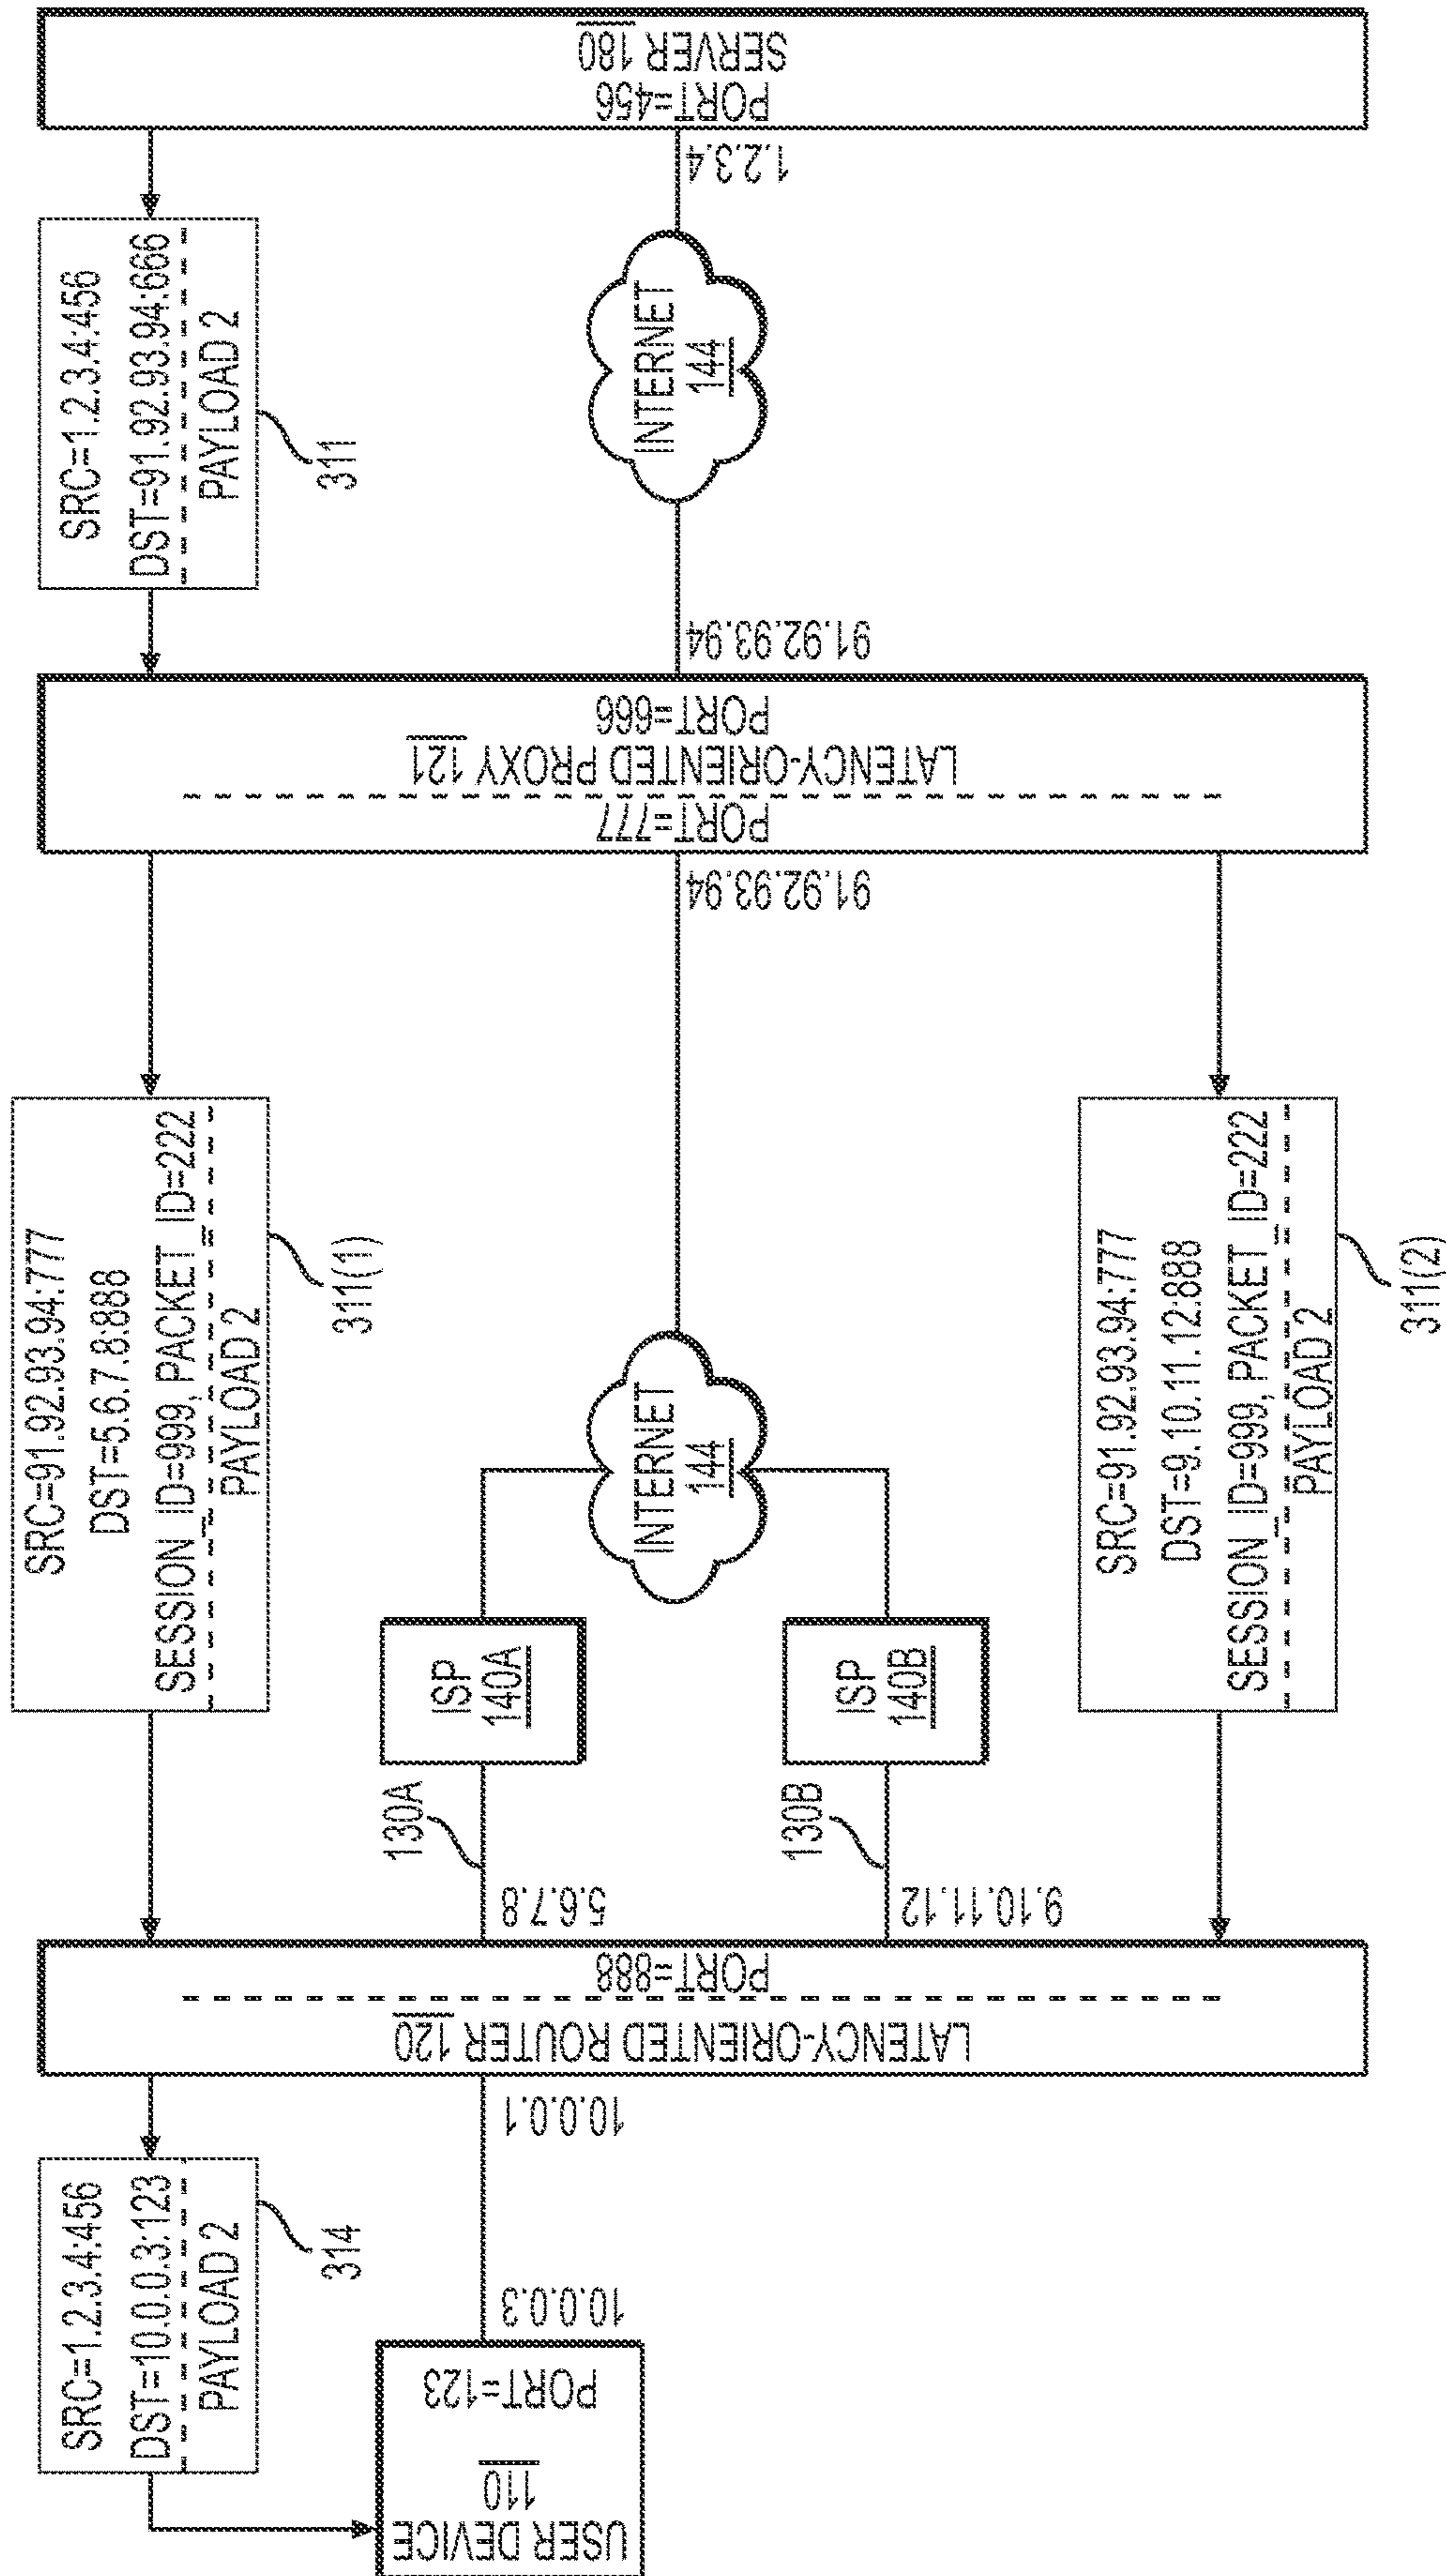 SRC=1.2.3.4:456
DST=10.0.0.3:123
PAYLOAD 2
314
USER DEVICE
110
PORT=123
10.0.0.3
10.0.0.1
LATENCY-ORIENTED ROUTER 120
PORT=888
SRC=91.92.93.94:777
DST=5.6.7.8:888
SESSION_ID=999, PACKET_ID=222
PAYLOAD 2
311(1)
5.6.7.8
130A
ISP
140A
9.10.11.12
130B
ISP
140B
INTERNET
144
SRC=91.92.93.94:777
DST=9.10.11.12:888
SESSION_ID=999, PACKET_ID=222
PAYLOAD 2
311(2)
91.92.93.94
PORT=777
LATENCY-ORIENTED PROXY 121
PORT=666
91.92.93.94
SRC=1.2.3.4:456
DST=91.92.93.94:666
PAYLOAD 2
311
INTERNET
144
1.2.3.4
PORT=456
SERVER 180